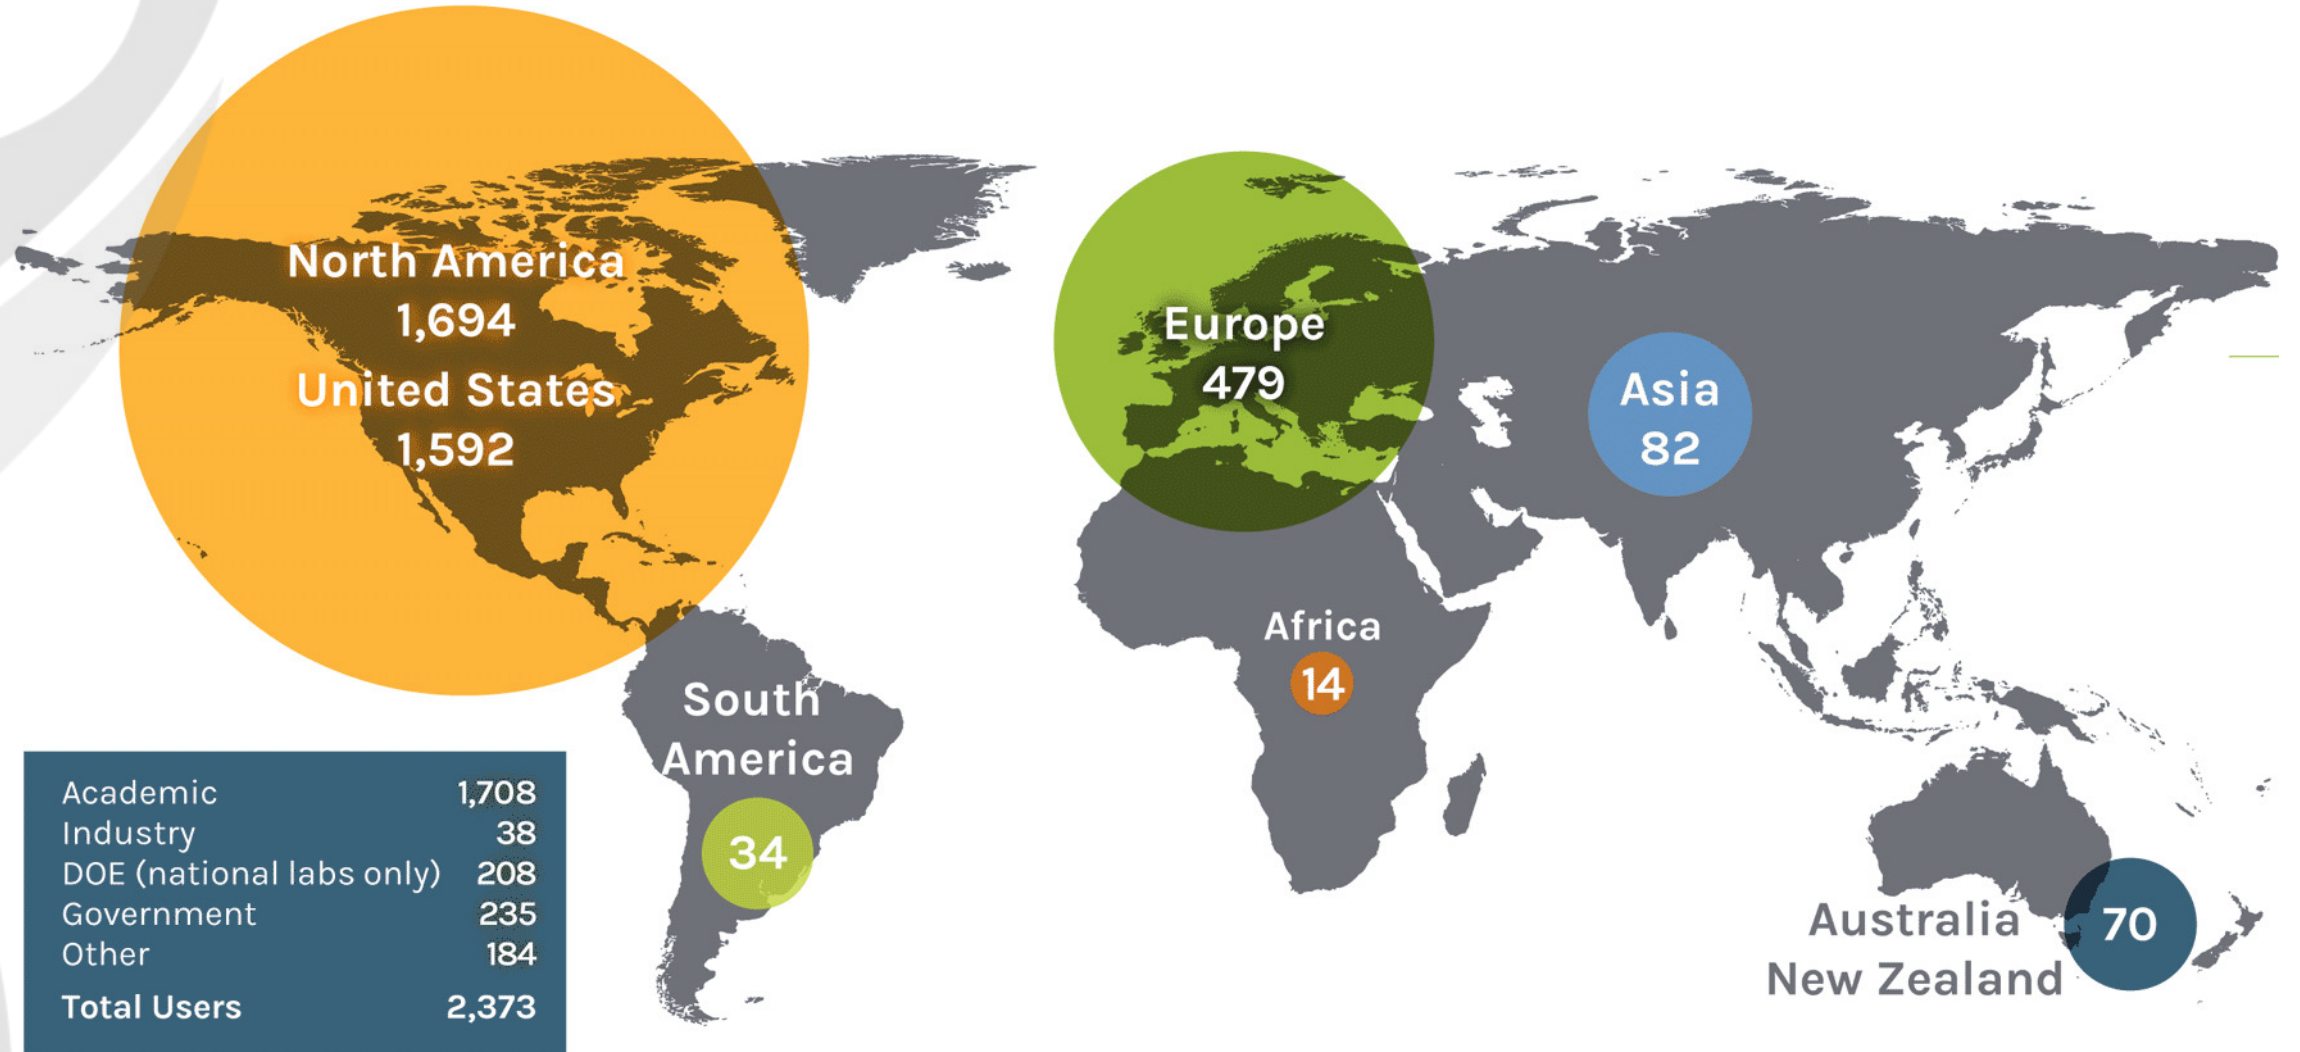 North America
1,694
United States
1,592
Europe
479
Asia
82
Africa
14
South
America
34
Australia
New Zealand
70
Academic 1,708
Industry 38
DOE (national labs only) 208
Government 235
Other 184
Total Users 2,373